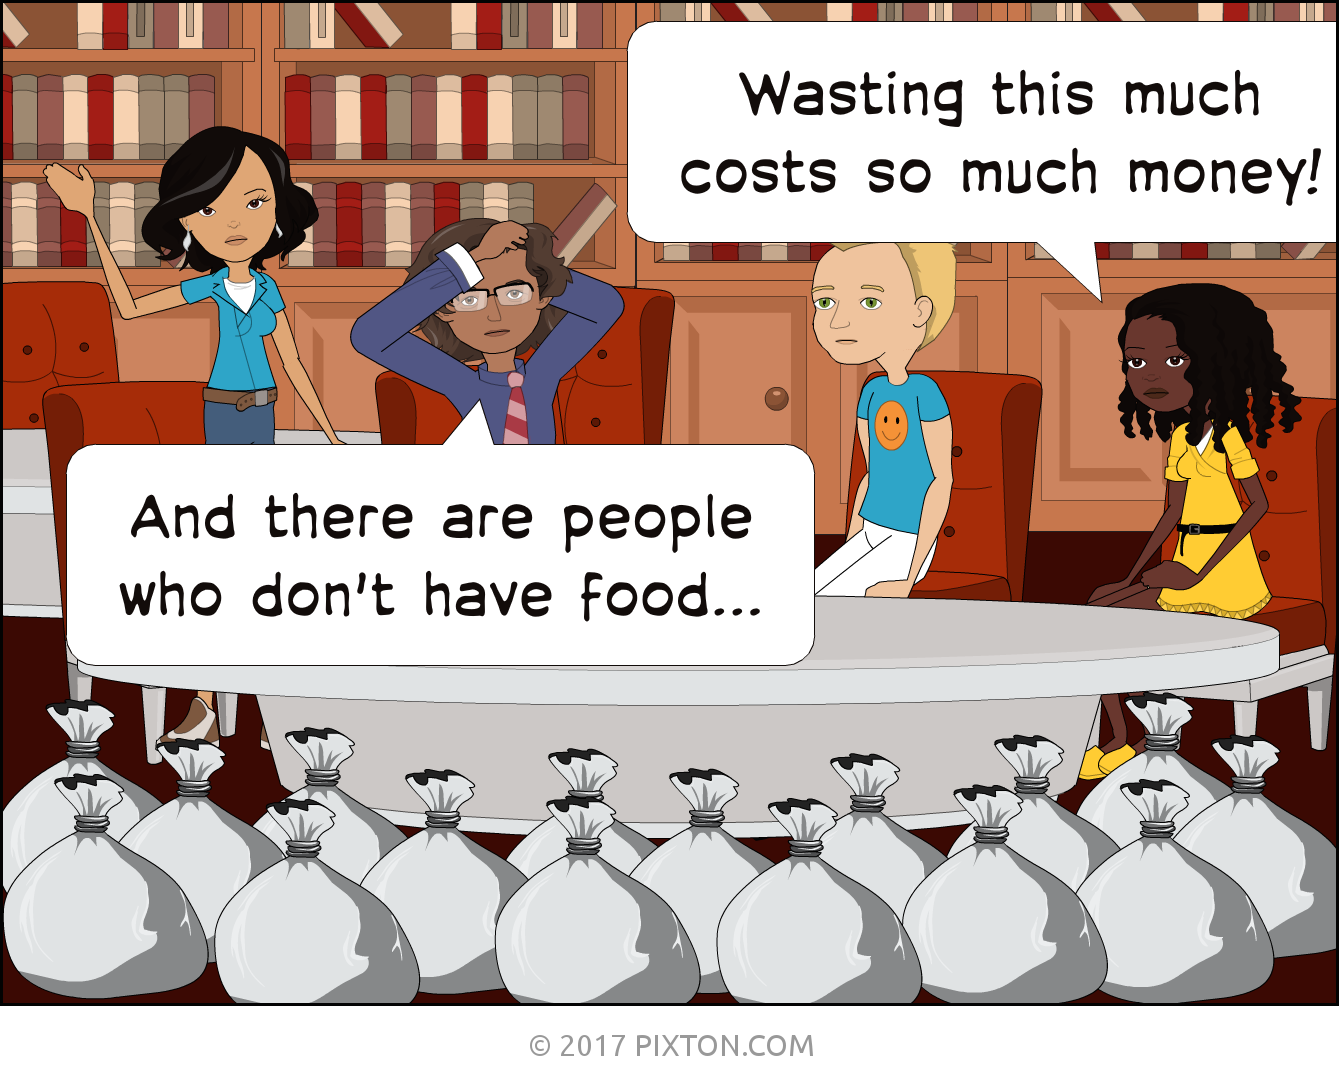 Wasting this much
costs so much money!
And there are people
who don't have food...
© 2017 PIXTON.COM